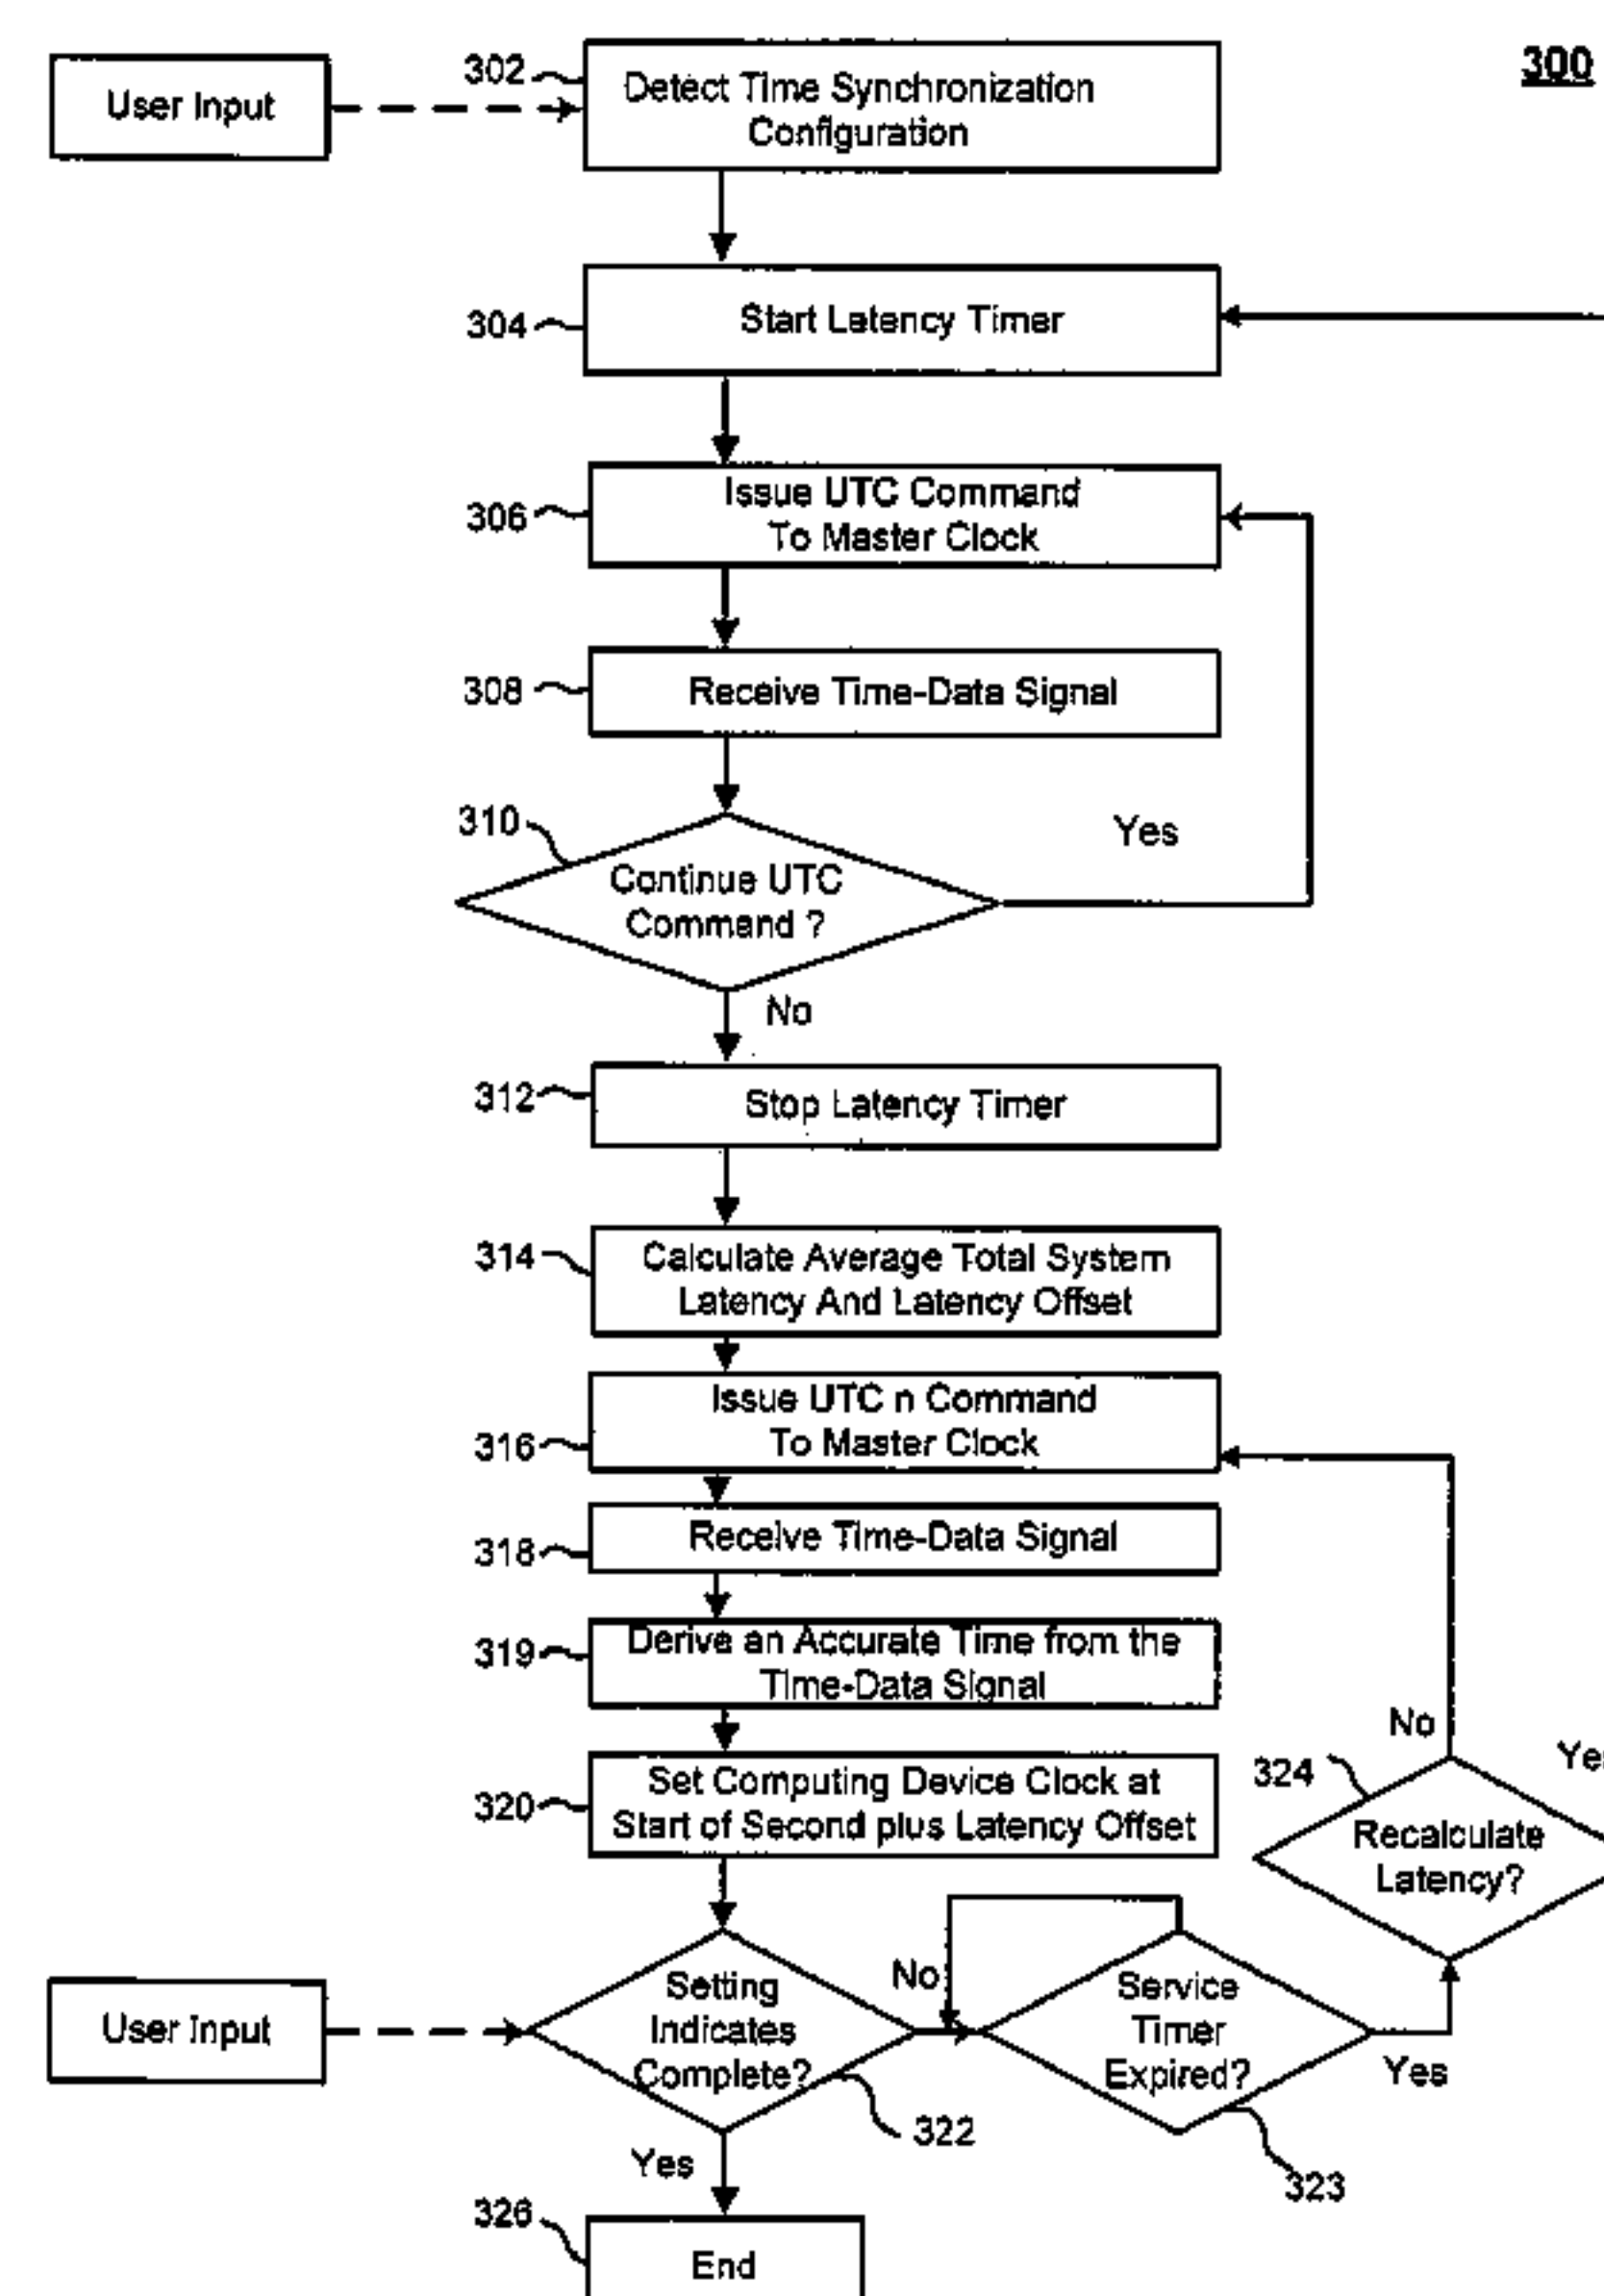 300
User Input
302
Detect Time Synchronization
Configuration
304
Start Latency Timer
306
Issue UTC Command
To Master Clock
308
Receive Time-Data Signal
310
Continue UTC
Command ?
Yes
No
312
Stop Latency Timer
314
Calculate Average Total System
Latency And Latency Offset
316
Issue UTC n Command
To Master Clock
318
Receive Time-Data Signal
319
Derive an Accurate Time from the
Time-Data Signal
320
Set Computing Device Clock at
Start of Second plus Latency Offset
No
324
Recalculate
Latency?
User Input
Setting
Indicates
Complete?
322
No
Service
Timer
Expired?
323
Yes
Yes
326
End